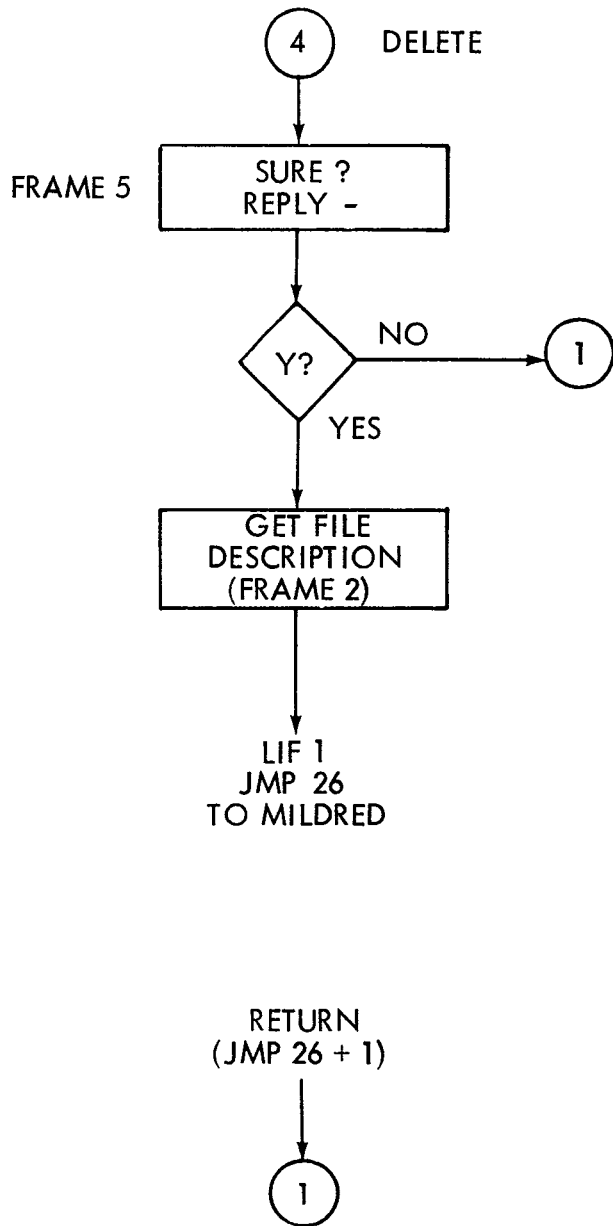 4 DELETE
FRAME 5
SURE ?
REPLY -
Y?
NO
1
YES
GET FILE
DESCRIPTION
(FRAME 2)
LIF 1
JMP 26
TO MILDRED
RETURN
(JMP 26 + 1)
1